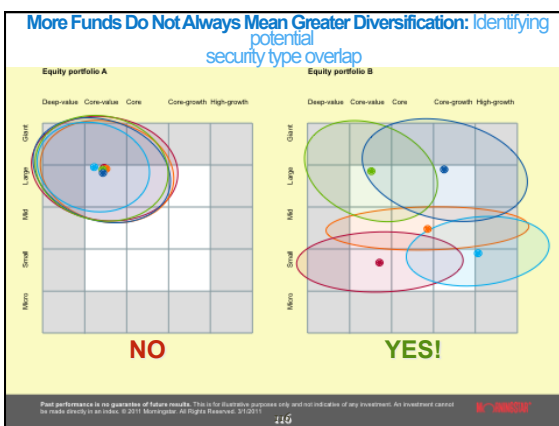 More Funds Do Not Always Mean Greater Diversification: Identifying
potential
security type overlap
Equity portfolio A
Deep-value Core-value Core Core-growth High-growth
Giant
Large
Mid
Small
Micro
NO
Equity portfolio B
Deep-value Core-value Core Core-growth High-growth
Giant
Large
Mid
Small
Micro
YES!
Past performance is no guarantee of future results. This is for illustrative purposes only and not indicative of any investment. An investment cannot
be made directly in an index. © 2011 Morningstar. All Rights Reserved. 3/1/2011
116
MORNINGSTAR